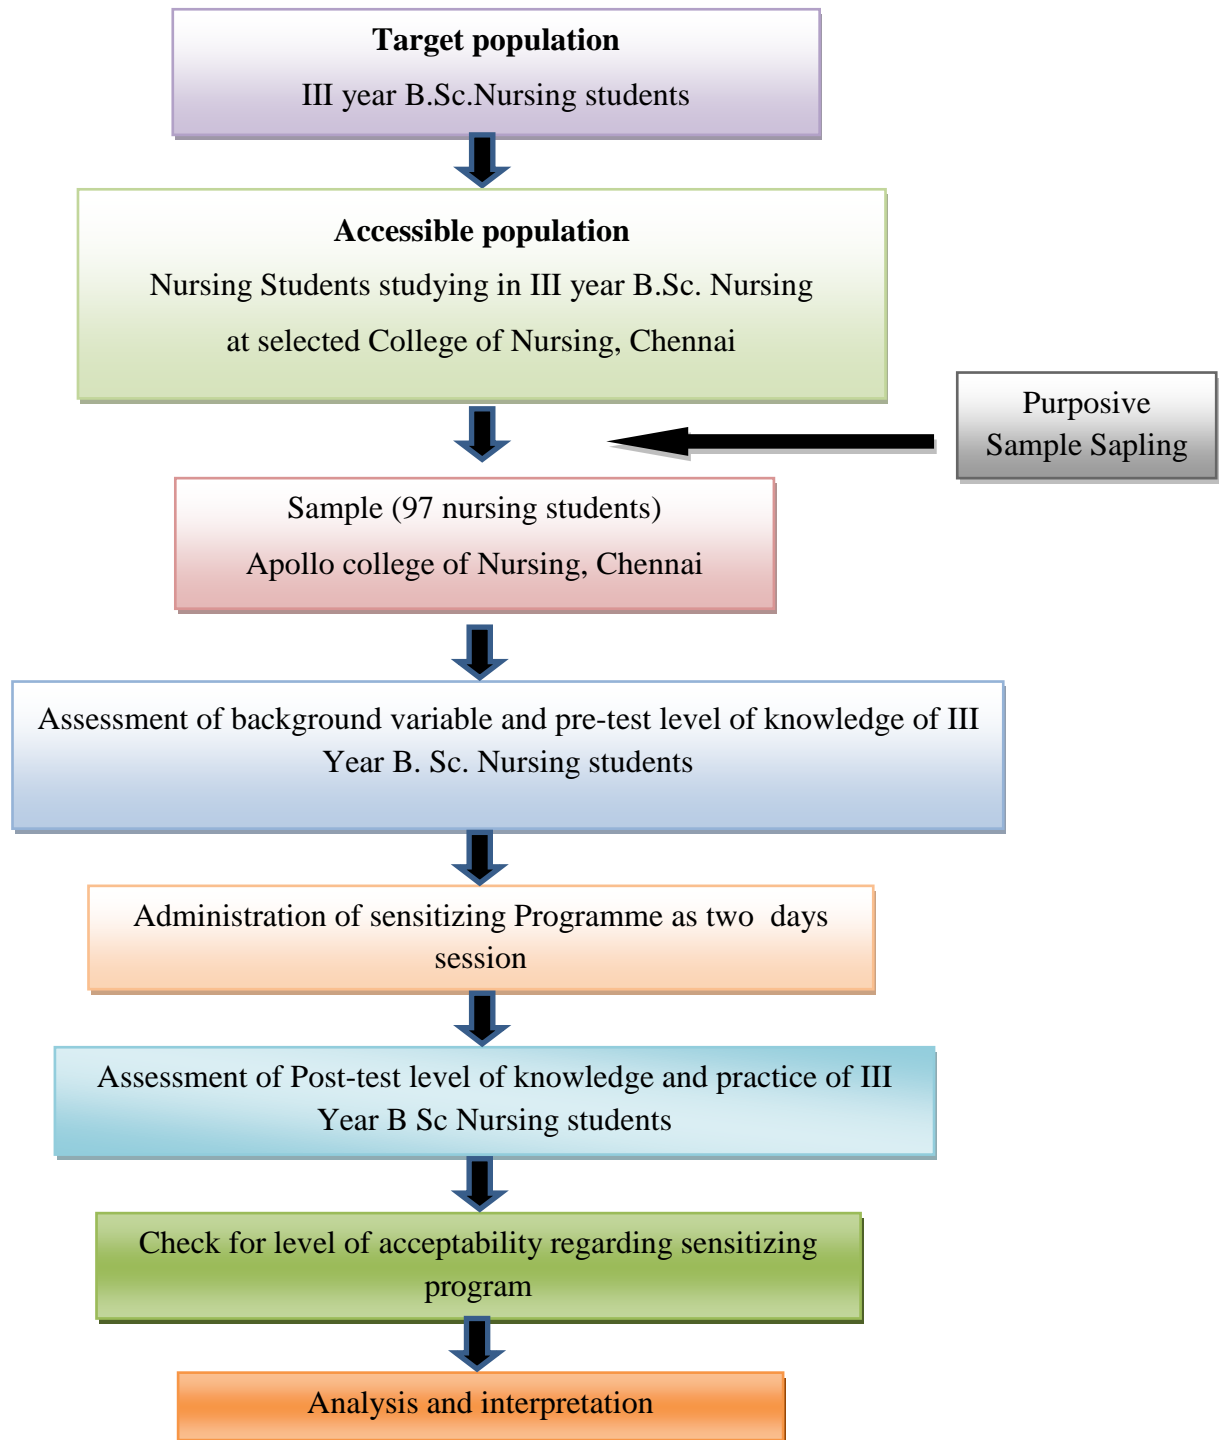 Target population
III year B.Sc.Nursing students
Accessible population
Nursing Students studying in III year B.Sc. Nursing
at selected College of Nursing, Chennai
Purposive
Sample Sapling
Sample (97 nursing students)
Apollo college of Nursing, Chennai
Assessment of background variable and pre-test level of knowledge of III
Year B. Sc. Nursing students
Administration of sensitizing Programme as two days
session
Assessment of Post-test level of knowledge and practice of III
Year B Sc Nursing students
Check for level of acceptability regarding sensitizing
program
Analysis and interpretation